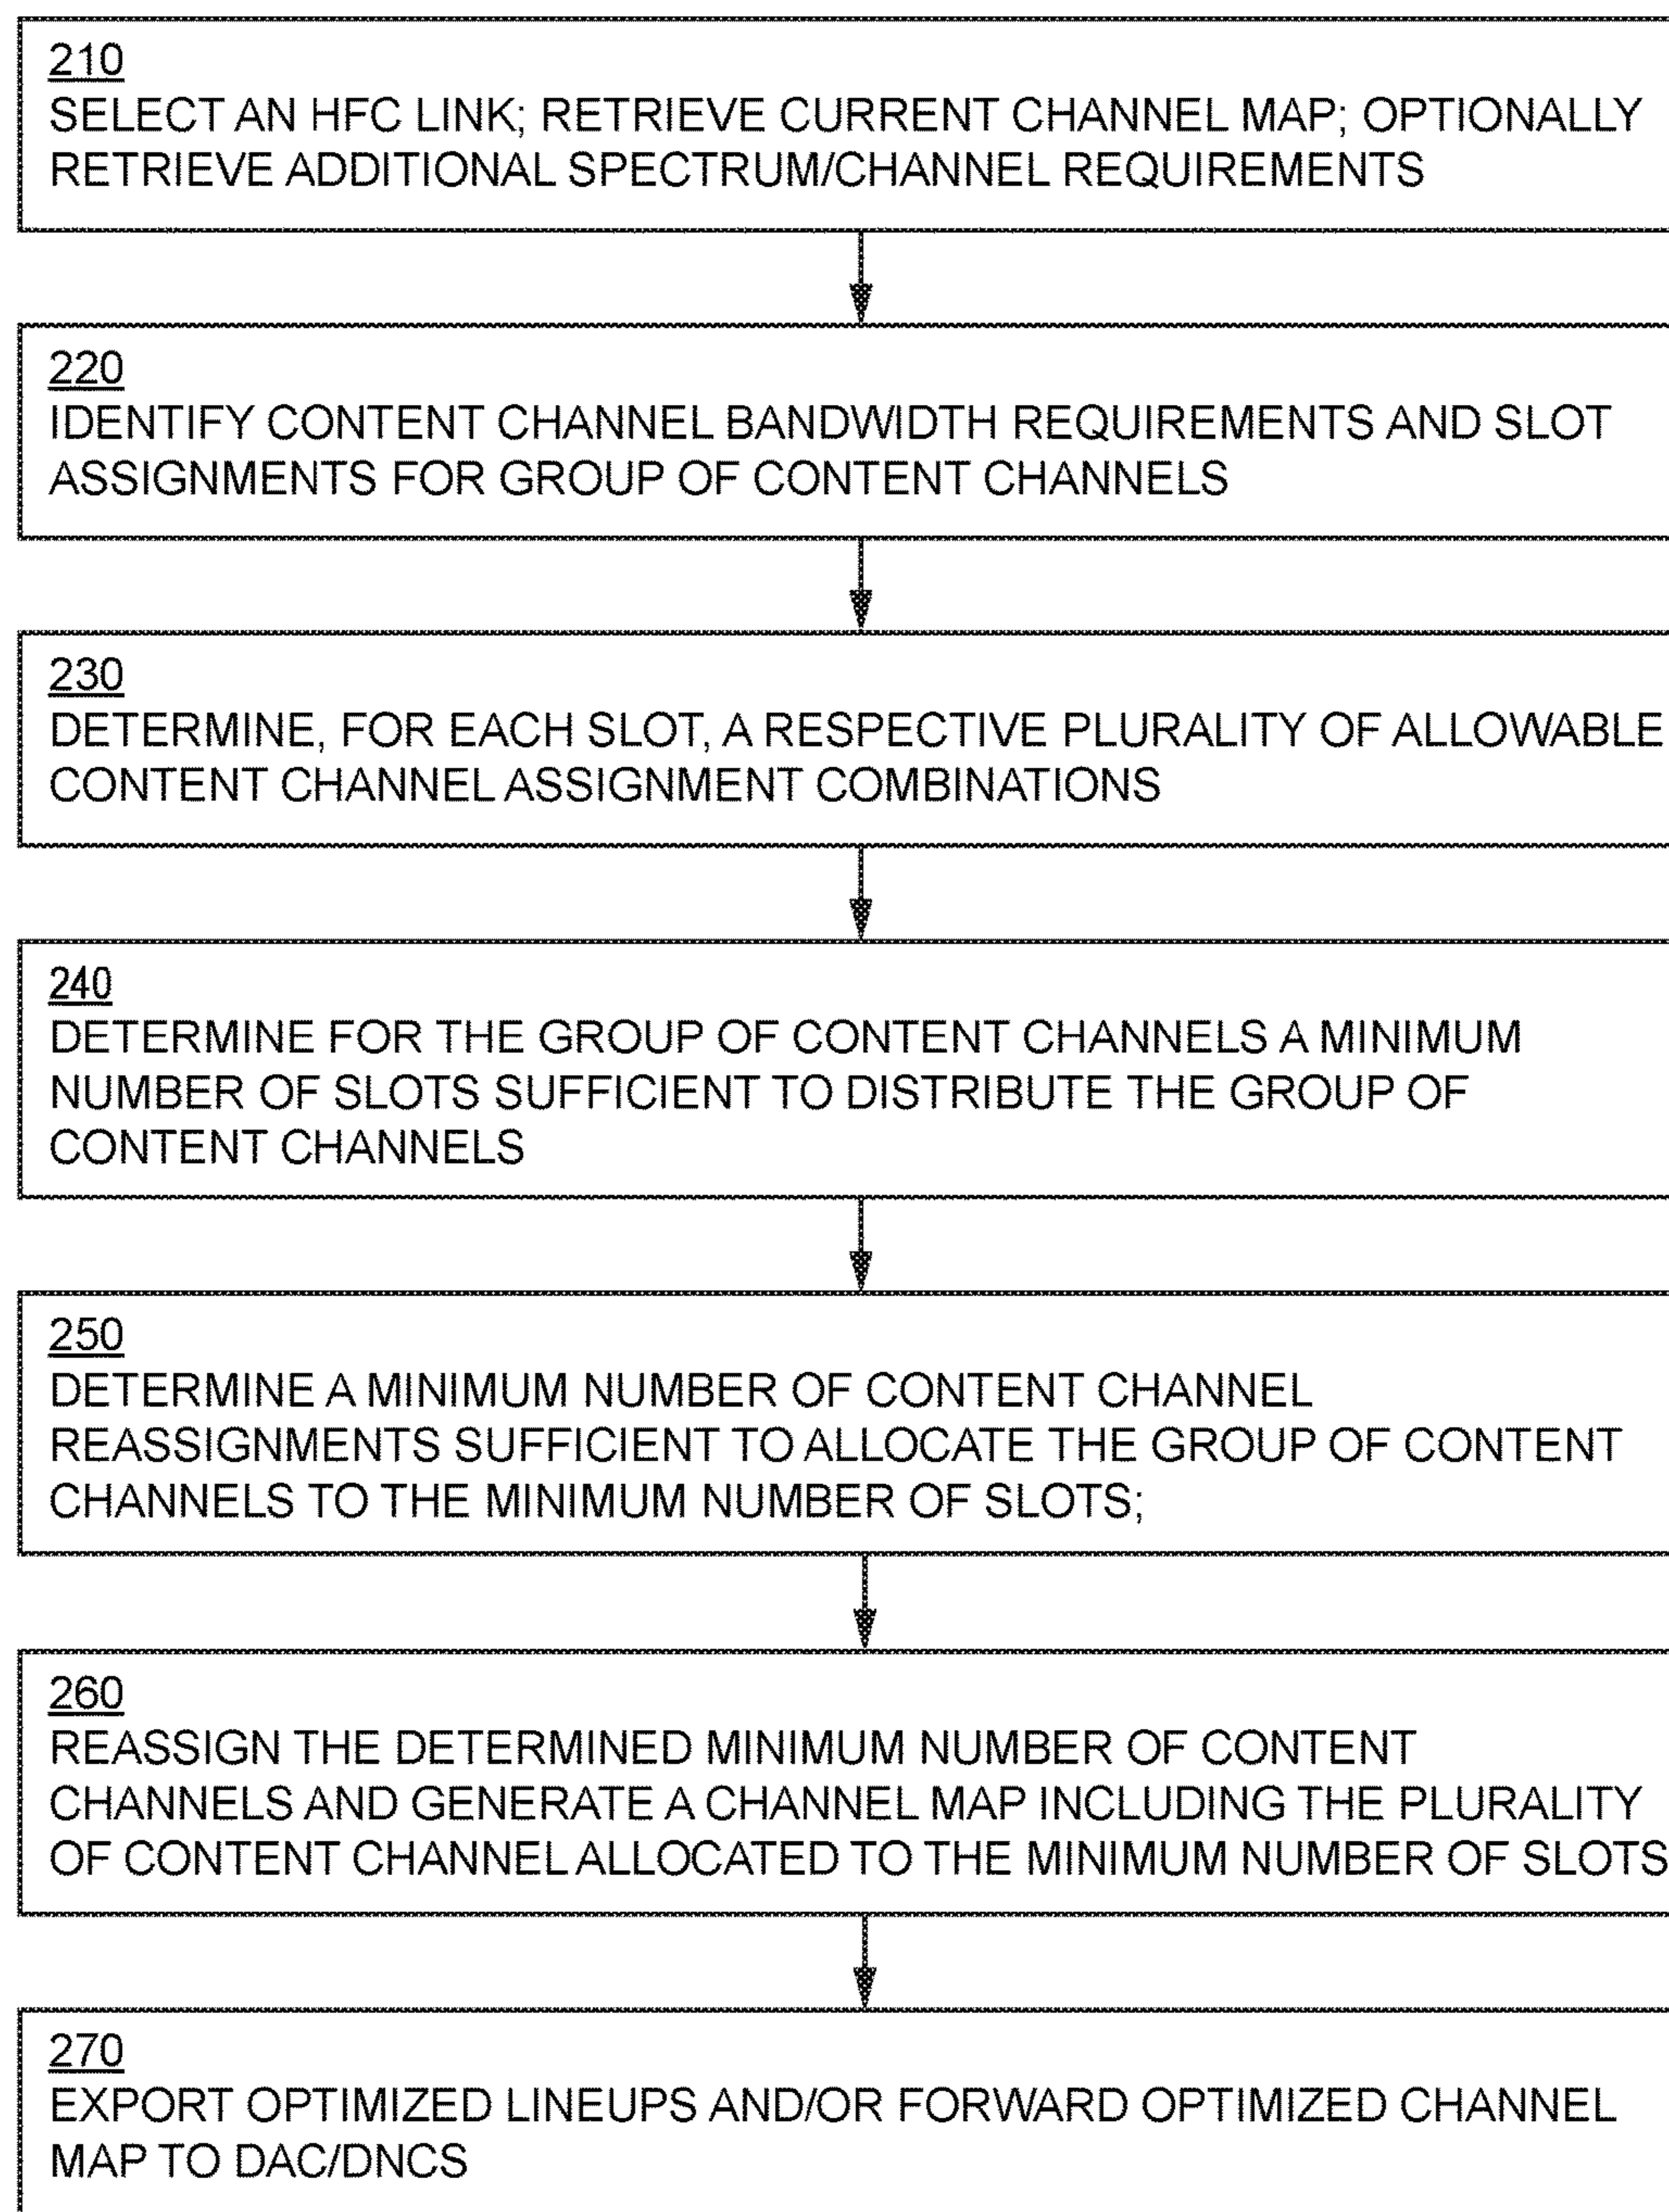 210
SELECT AN HFC LINK; RETRIEVE CURRENT CHANNEL MAP; OPTIONALLY
RETRIEVE ADDITIONAL SPECTRUM/CHANNEL REQUIREMENTS
220
IDENTIFY CONTENT CHANNEL BANDWIDTH REQUIREMENTS AND SLOT
ASSIGNMENTS FOR GROUP OF CONTENT CHANNELS
230
DETERMINE, FOR EACH SLOT, A RESPECTIVE PLURALITY OF ALLOWABLE
CONTENT CHANNEL ASSIGNMENT COMBINATIONS
240
DETERMINE FOR THE GROUP OF CONTENT CHANNELS A MINIMUM
NUMBER OF SLOTS SUFFICIENT TO DISTRIBUTE THE GROUP OF
CONTENT CHANNELS
250
DETERMINE A MINIMUM NUMBER OF CONTENT CHANNEL
REASSIGNMENTS SUFFICIENT TO ALLOCATE THE GROUP OF CONTENT
CHANNELS TO THE MINIMUM NUMBER OF SLOTS;
260
REASSIGN THE DETERMINED MINIMUM NUMBER OF CONTENT
CHANNELS AND GENERATE A CHANNEL MAP INCLUDING THE PLURALITY
OF CONTENT CHANNEL ALLOCATED TO THE MINIMUM NUMBER OF SLOTS
270
EXPORT OPTIMIZED LINEUPS AND/OR FORWARD OPTIMIZED CHANNEL
MAP TO DAC/DNCS